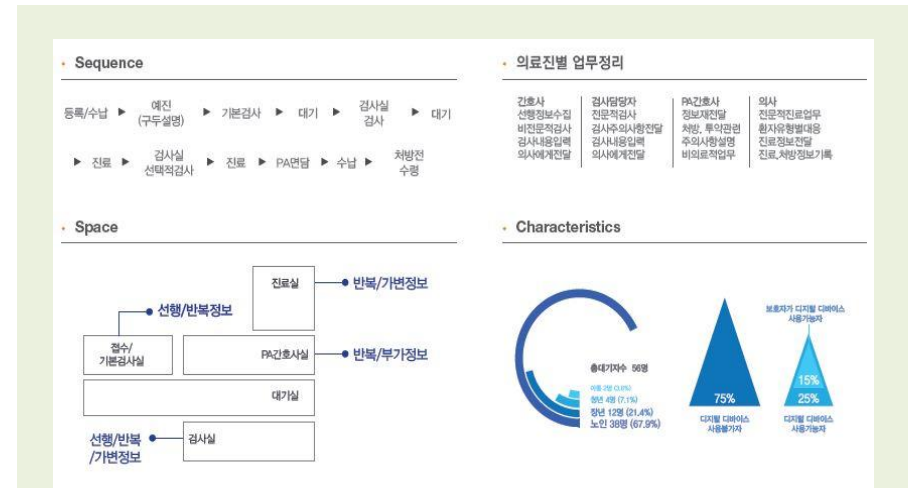 Sequence
등록/수납 ▶ 예진 (구두설명) ▶ 기본검사 ▶ 대기 ▶ 검사실 검사 ▶ 대기
▶ 진료 ▶ 검사실 선택적검사 ▶ 진료 ▶ PA면담 ▶ 수납 ▶ 처방전 수령
의료진별 업무정리
간호사
선행정보수집
비전문적검사
검사내용입력
의사에게전달
검사담당자
전문적검사
검사주의사항전달
검사내용입력
의사에게전달
PA간호사
정보재전달
처방, 투약관련
주의사항설명
비의료적업무
의사
전문적진료업무
환자유형별대응
진료정보전달
진료,처방정보기록
Space
진료실
반복/가변정보
선행/반복정보
접수/
기본검사실
PA간호사실
반복/부가정보
대기실
선행/반복
/가변정보
검사실
Characteristics
총대기자수 56명
아동 2명 (3.6%)
청년 4명 (7.1%)
장년 12명 (21.4%)
노인 38명 (67.9%)
75%
디지털 디바이스
사용불가자
보호자가 디지털 디바이스
사용가능자
15%
25%
디지털 디바이스
사용가능자